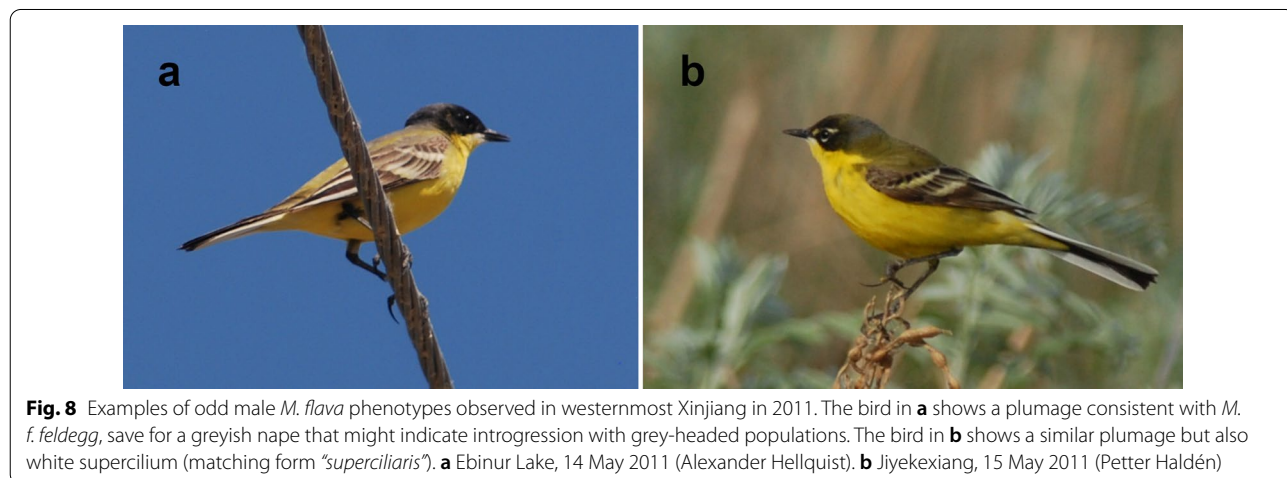 a
b
Fig. 8 Examples of odd male M. flava phenotypes observed in westernmost Xinjiang in 2011. The bird in a shows a plumage consistent with M.
f. feldegg, save for a greyish nape that might indicate introgression with grey-headed populations. The bird in b shows a similar plumage but also
white supercilium (matching form “superciliaris”). a Ebinur Lake, 14 May 2011 (Alexander Hellquist). b Jiyekexiang, 15 May 2011 (Petter Haldén)